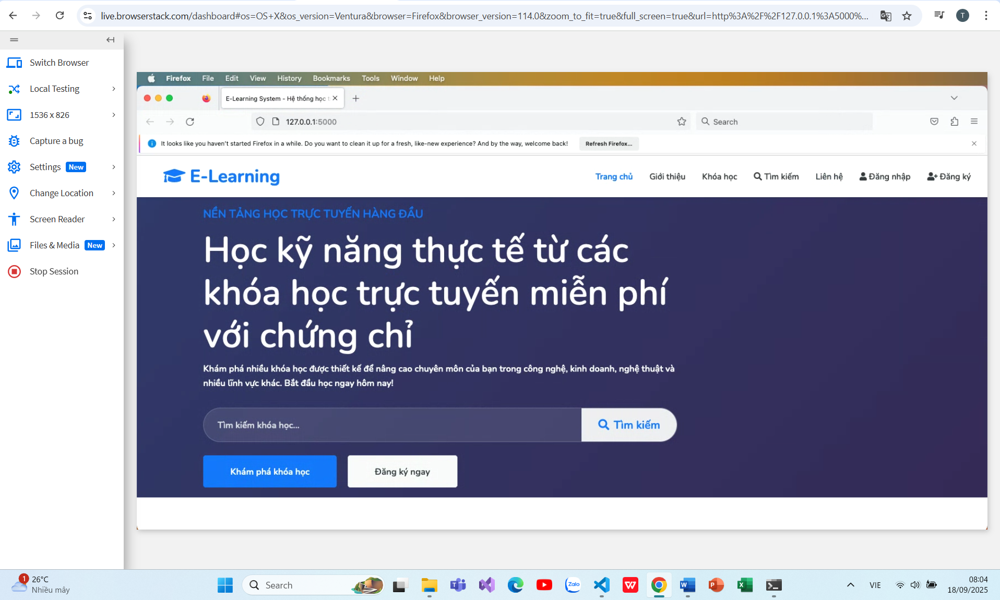 live.browserstack.com/dashboard#os=OS+X&os_version=Ventura&browser=Firefox&browser_version=114.0&zoom_to_fit=true&full_screen=true&url=http%3A%2F%2F127.0.0.1%3A5000%...
T
Switch Browser
Local Testing
1536 x 826
Capture a bug
Settings New
Change Location
Screen Reader
Files & Media New
Stop Session
Firefox File Edit View History Bookmarks Tools Window Help
E-Learning System - Hệ thống học t
127.0.0.1:5000
Search
It looks like you haven't started Firefox in a while. Do you want to clean it up for a fresh, like-new experience? And by the way, welcome back!
Refresh Firefox...
E-Learning
Trang chủ Giới thiệu Khóa học Tìm kiếm Liên hệ Đăng nhập Đăng ký
NỀN TẢNG HỌC TRỰC TUYẾN HÀNG ĐẦU
Học kỹ năng thực tế từ các
khóa học trực tuyến miễn phí
với chứng chỉ
Khám phá nhiều khóa học được thiết kế để nâng cao chuyên môn của bạn trong công nghệ, kinh doanh, nghệ thuật và
nhiều lĩnh vực khác. Bắt đầu học ngay hôm nay!
Tìm kiếm khóa học...
Tìm kiếm
Khám phá khóa học
Đăng ký ngay
1
26°C
Nhiều mây
Search
Zalo
VIE
08:04
18/09/2025